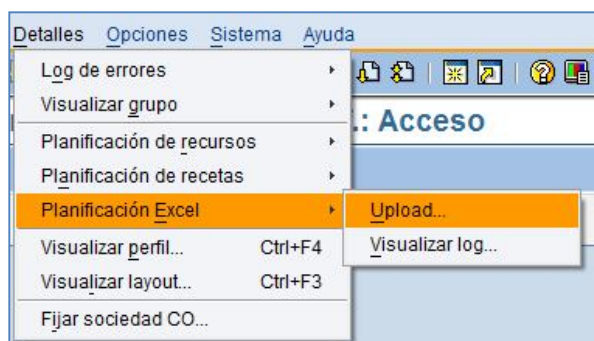 Detalles Opciones Sistema Ayuda
Log de errores
Visualizar grupo
.: Acceso
Planificación de recursos
Planificación de recetas
Planificación Excel
Upload...
Visualizar log...
Visualizar perfil... Ctrl+F4
Visualizar layout... Ctrl+F3
Fijar sociedad CO...